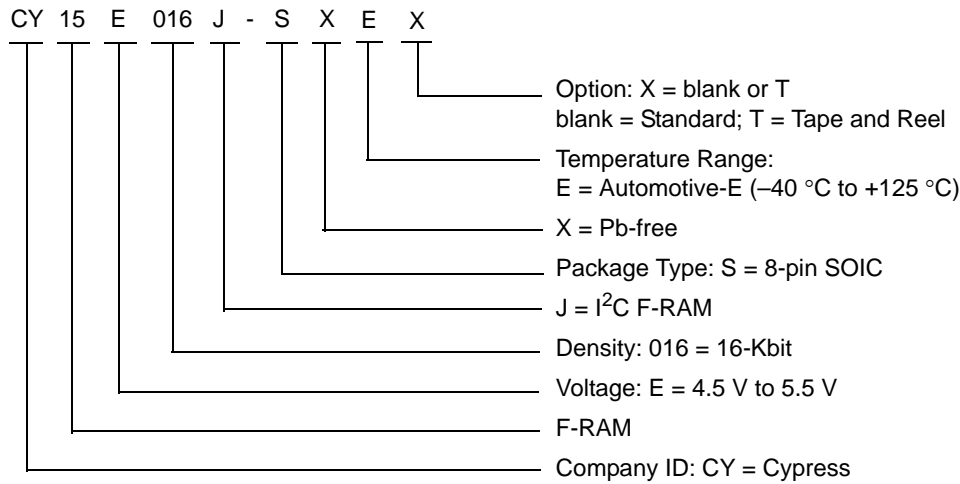 CY 15 E 016 J - S X E X
Option: X = blank or T
blank = Standard; T = Tape and Reel
Temperature Range:
E = Automotive-E (–40 °C to +125 °C)
X = Pb-free
Package Type: S = 8-pin SOIC
J = I²C F-RAM
Density: 016 = 16-Kbit
Voltage: E = 4.5 V to 5.5 V
F-RAM
Company ID: CY = Cypress